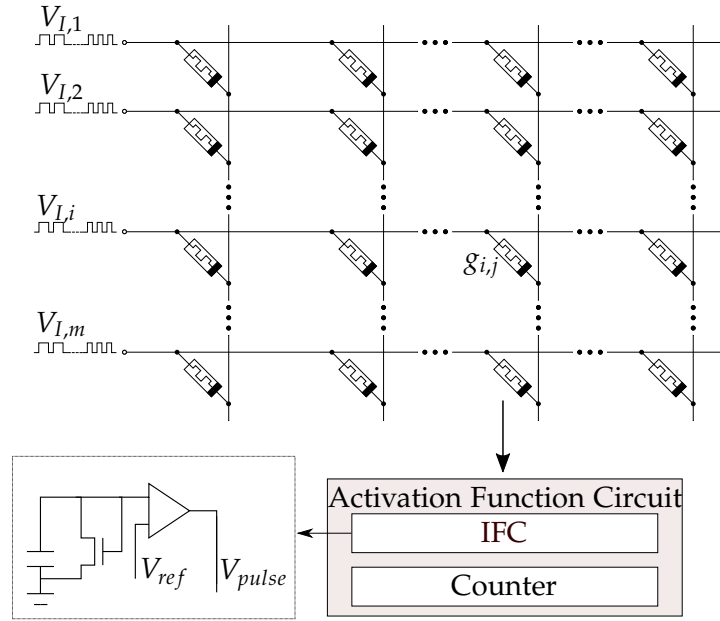 V_{I,1}
V_{I,2}
V_{I,i}
g_{i,j}
V_{I,m}
Activation Function Circuit
IFC
V_{ref}
V_{pulse}
Counter